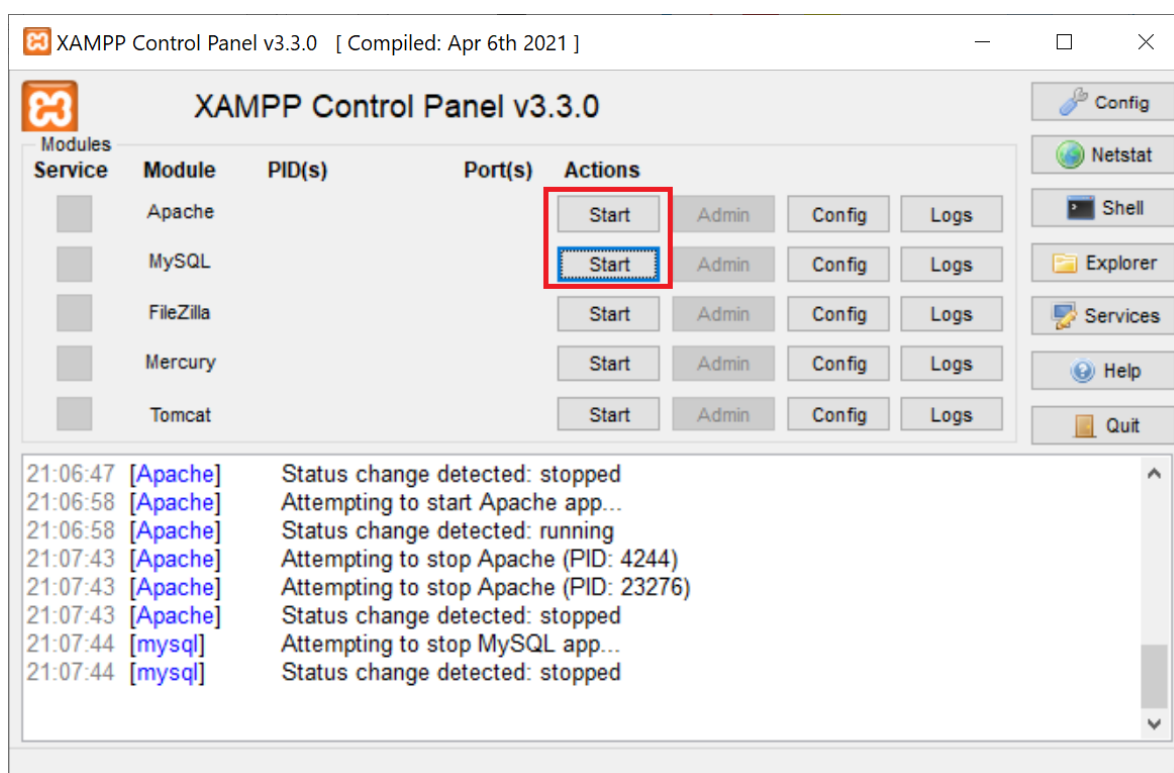 XAMPP Control Panel v3.3.0 [ Compiled: Apr 6th 2021 ]
XAMPP Control Panel v3.3.0
Config
Modules
Netstat
Service Module PID(s) Port(s) Actions
Apache Start Admin Config Logs
Shell
MySQL Start Admin Config Logs
Explorer
FileZilla Start Admin Config Logs
Services
Mercury Start Admin Config Logs
Help
Tomcat Start Admin Config Logs
Quit
21:06:47 [Apache] Status change detected: stopped
21:06:58 [Apache] Attempting to start Apache app...
21:06:58 [Apache] Status change detected: running
21:07:43 [Apache] Attempting to stop Apache (PID: 4244)
21:07:43 [Apache] Attempting to stop Apache (PID: 23276)
21:07:43 [Apache] Status change detected: stopped
21:07:44 [mysql] Attempting to stop MySQL app...
21:07:44 [mysql] Status change detected: stopped